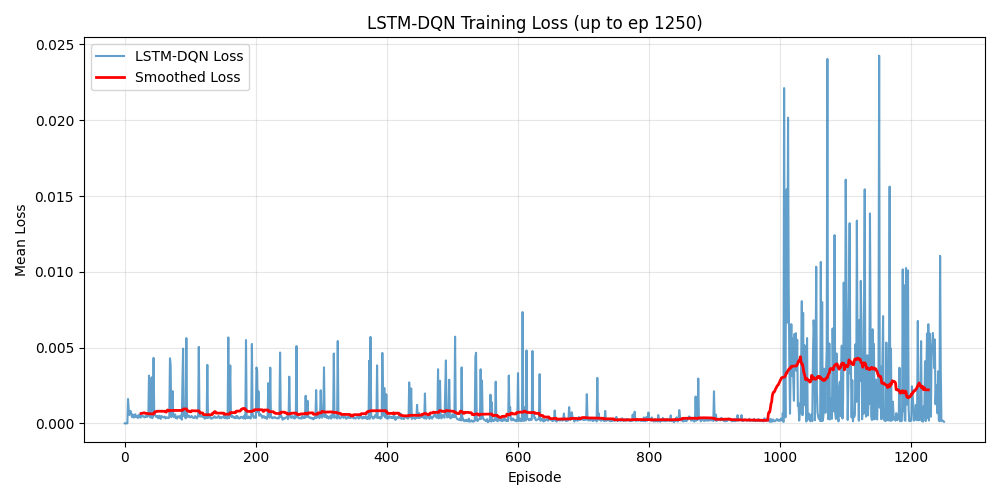 LSTM-DQN Training Loss (up to ep 1250)
LSTM-DQN Loss
Smoothed Loss
Mean Loss
0.025
0.020
0.015
0.010
0.005
0.000
0 200 400 600 800 1000 1200
Episode